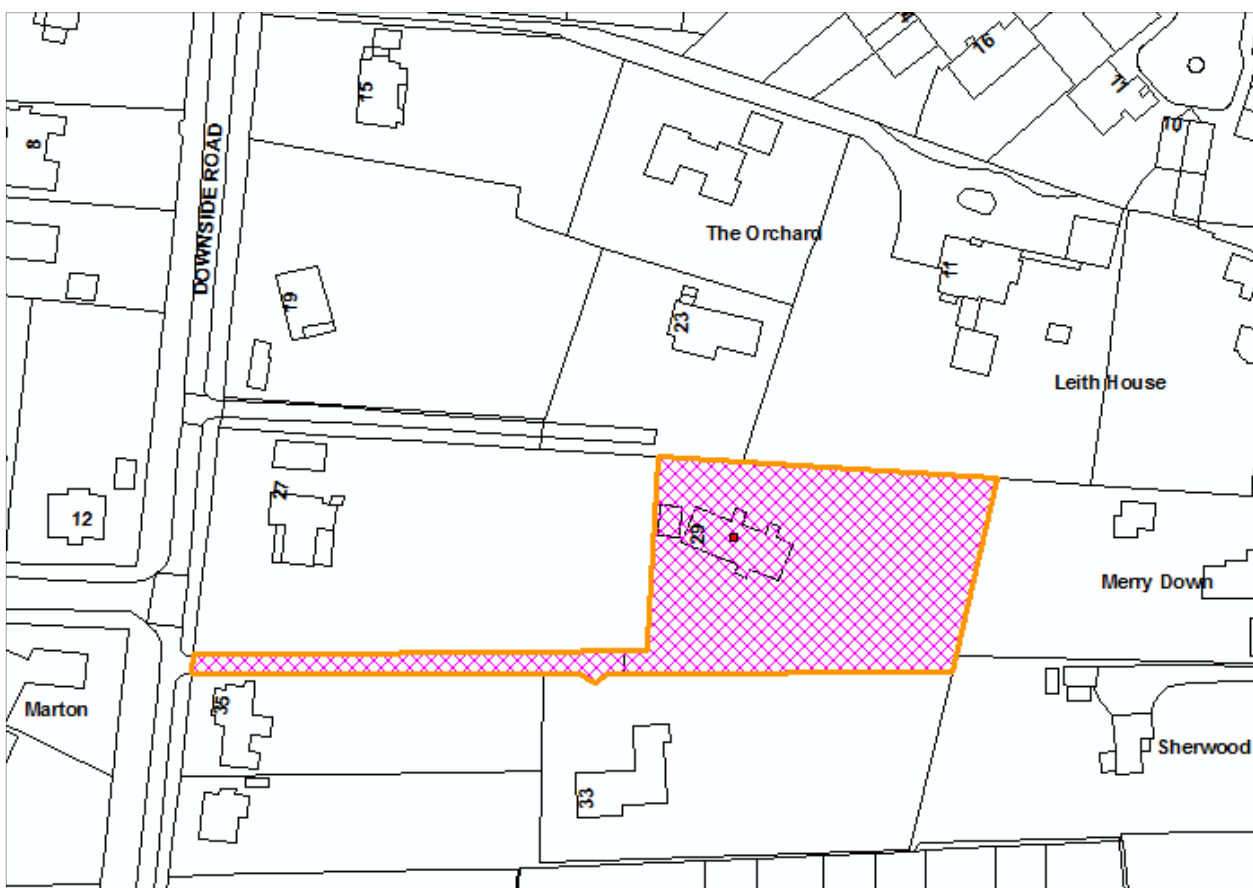 4
16
11
10
15
8
DOWNSIDE ROAD
The Orchard
11
19
23
Leith House
27
12
29
Merry Down
35
Marton
33
Sherwood